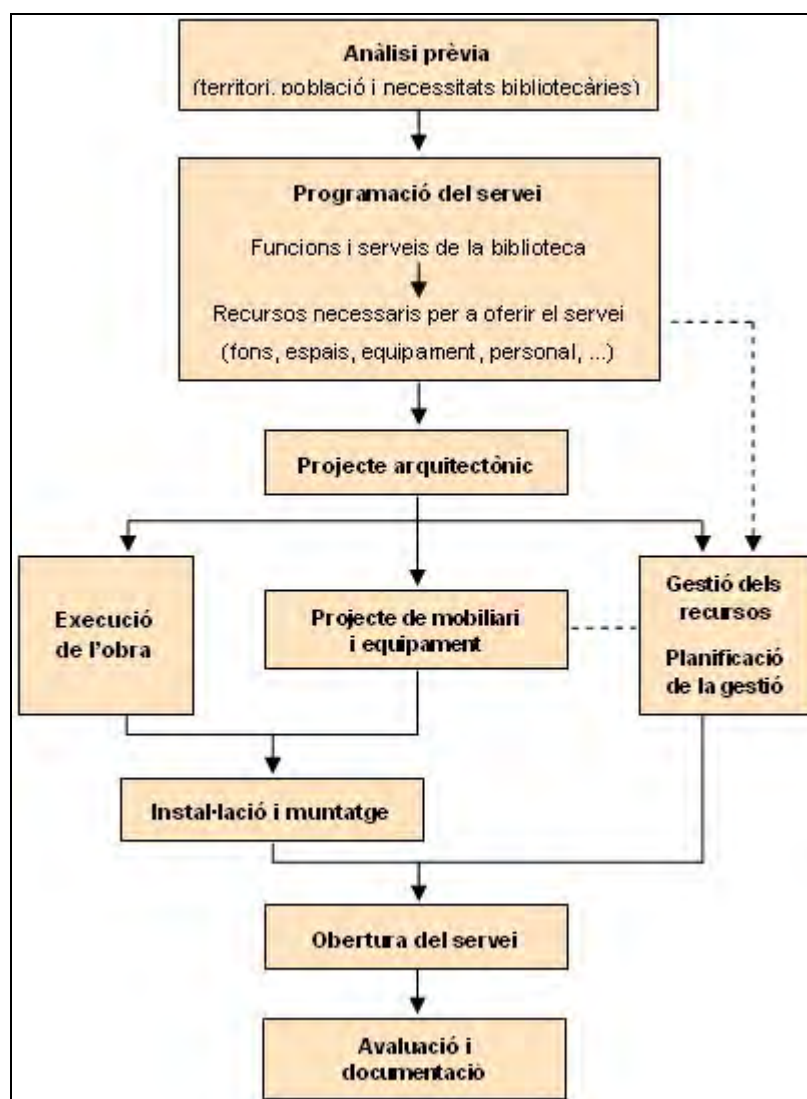 Anàlisi prèvia
(territori, població i necessitats bibliotecàries)
Programació del servei
Funcions i serveis de la biblioteca
Recursos necessaris per a oferir el servei
(fons, espais, equipament, personal, ...)
Projecte arquitectònic
Execució
de l'obra
Projecte de mobiliari
i equipament
Gestió dels
recursos
Planificació
de la gestió
Instal·lació i muntatge
Obertura del servei
Avaluació i
documentació